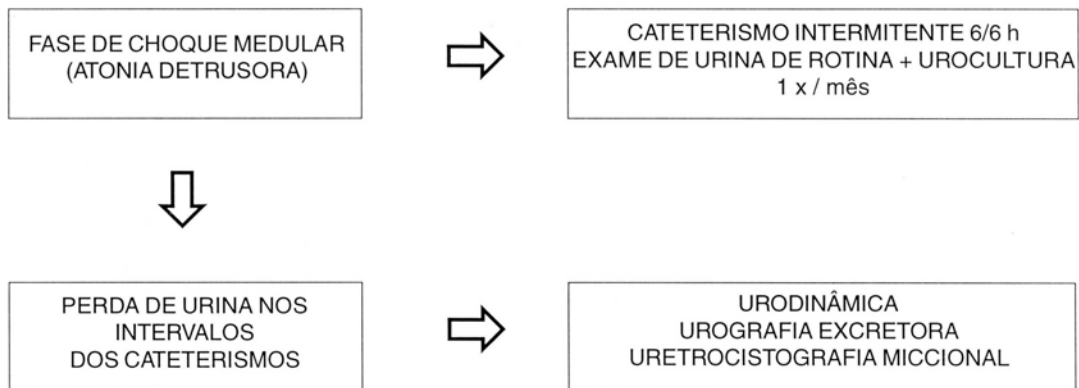 FASE DE CHOQUE MEDULAR
(ATONIA DETRUSORA)
CATETERISMO INTERMITENTE 6/6 h
EXAME DE URINA DE ROTINA + UROCULTURA
1 x / mês
PERDA DE URINA NOS
INTERVALOS
DOS CATETERISMOS
URODINÂMICA
UROGRAFIA EXCRETORA
URETROCISTOGRAFIA MICCIONAL